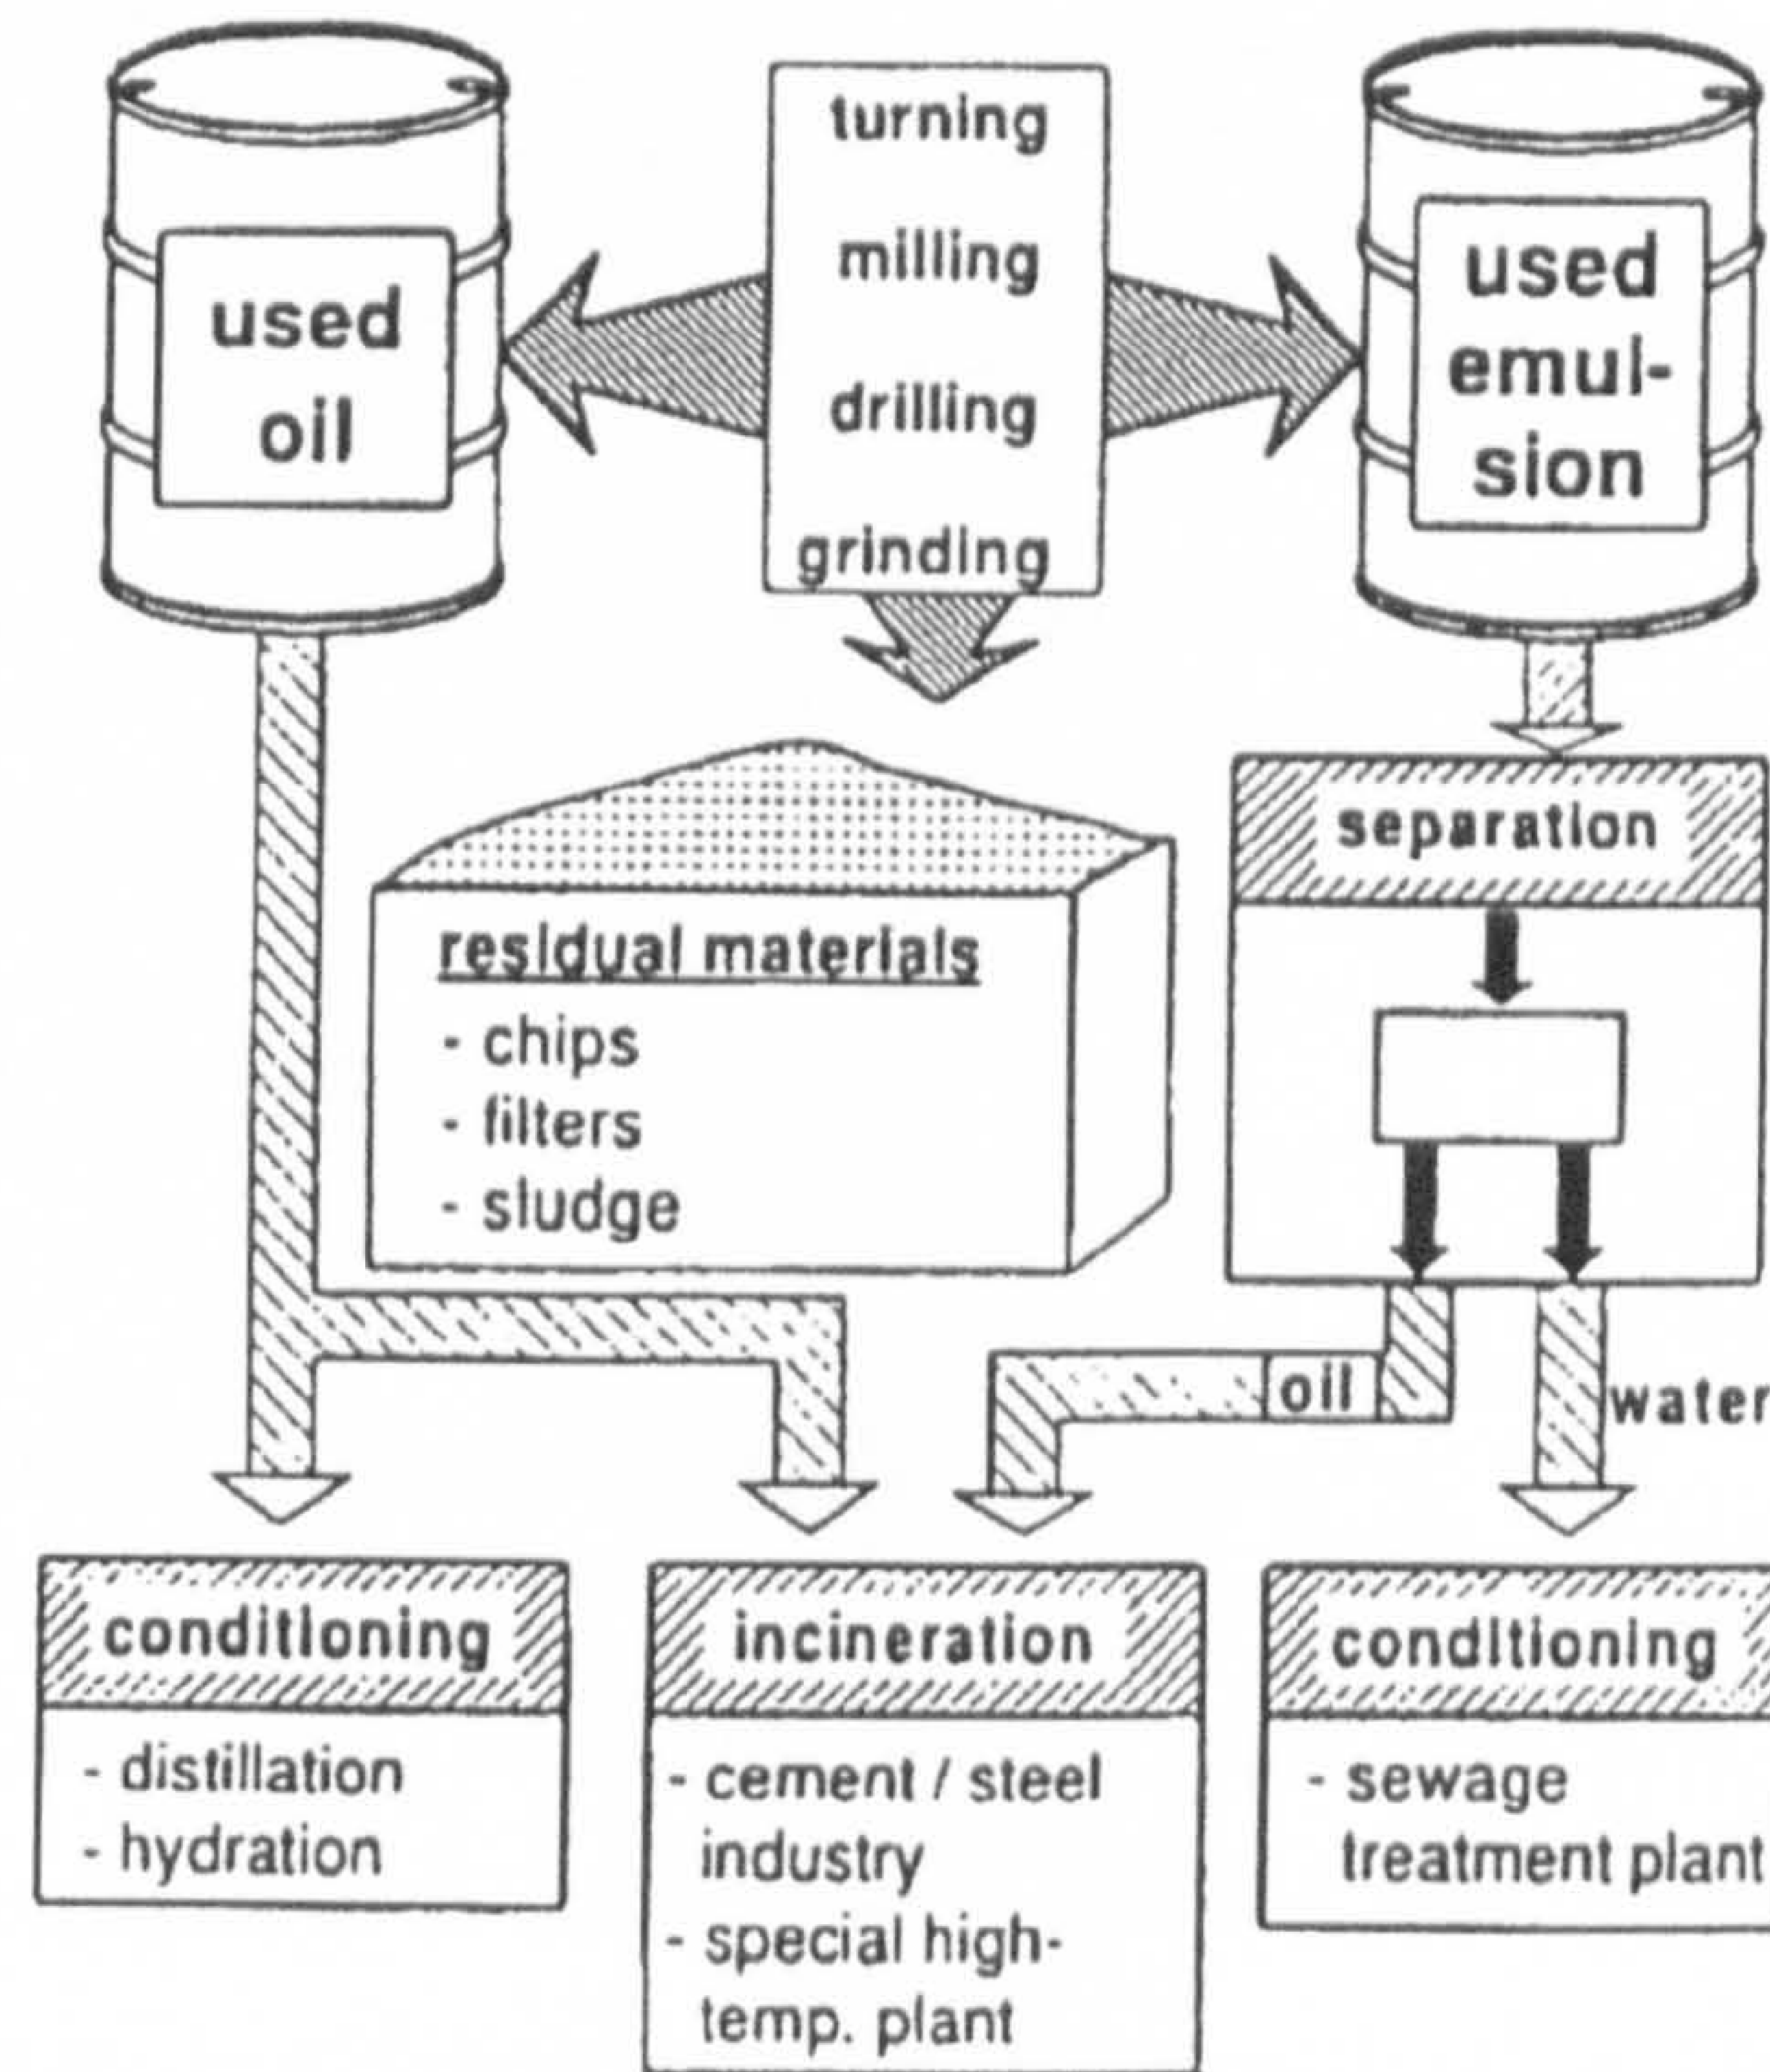 used
oil
turning
milling
drilling
grinding
used
emul-
sion
separation
residual materials
- chips
- filters
- sludge
oil
water
conditioning
- distillation
- hydration
incineration
- cement / steel
industry
- special high-
temp. plant
conditioning
- sewage
treatment plant